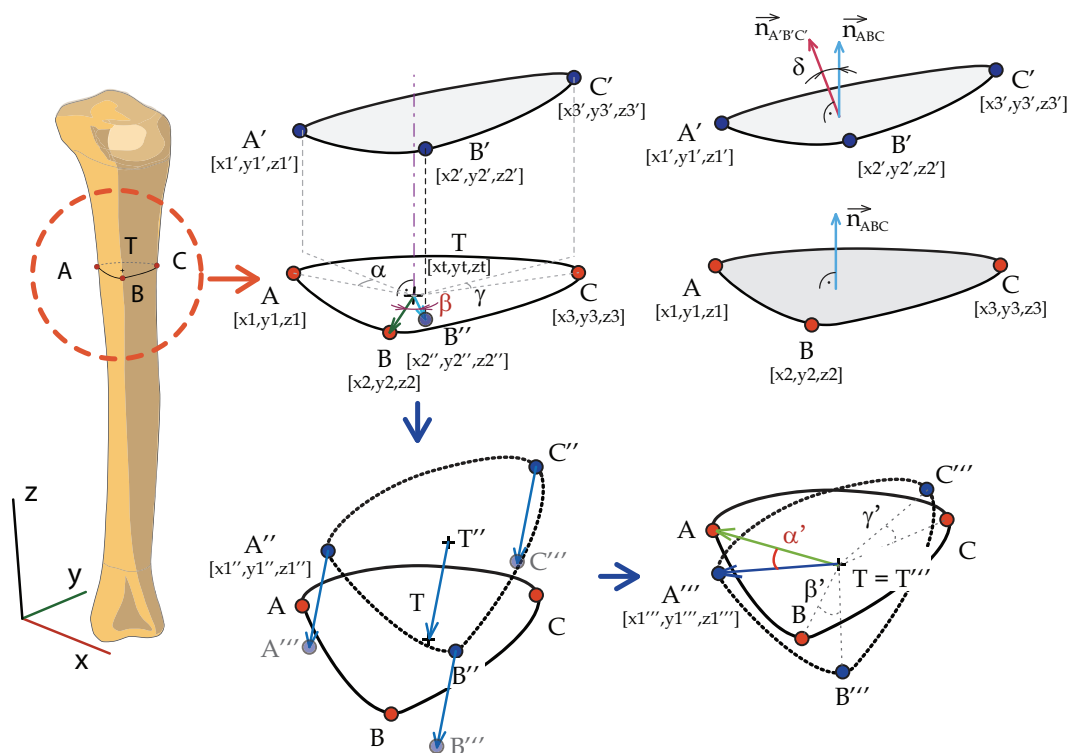 T
A
C
B
z
y
x
A'
[x1',y1',z1']
B'
[x2',y2',z2']
C'
[x3',y3',z3']
T
[xt,yt,zt]
α
β
γ
A
[x1,y1,z1]
B
[x2,y2,z2]
B''
[x2'',y2'',z2'']
C
[x3,y3,z3]
n A'B'C'
n ABC
δ
A'
[x1',y1',z1']
B'
[x2',y2',z2']
C'
[x3',y3',z3']
n ABC
A
[x1,y1,z1]
B
[x2,y2,z2]
C
[x3,y3,z3]
C''
A''
[x1'',y1'',z1'']
T''
C'''
A
T
C
A'''
B''
B
B'''
C'''
A
α'
γ'
C
A'''
[x1''',y1''',z1''']
β'
T = T'''
B
B'''